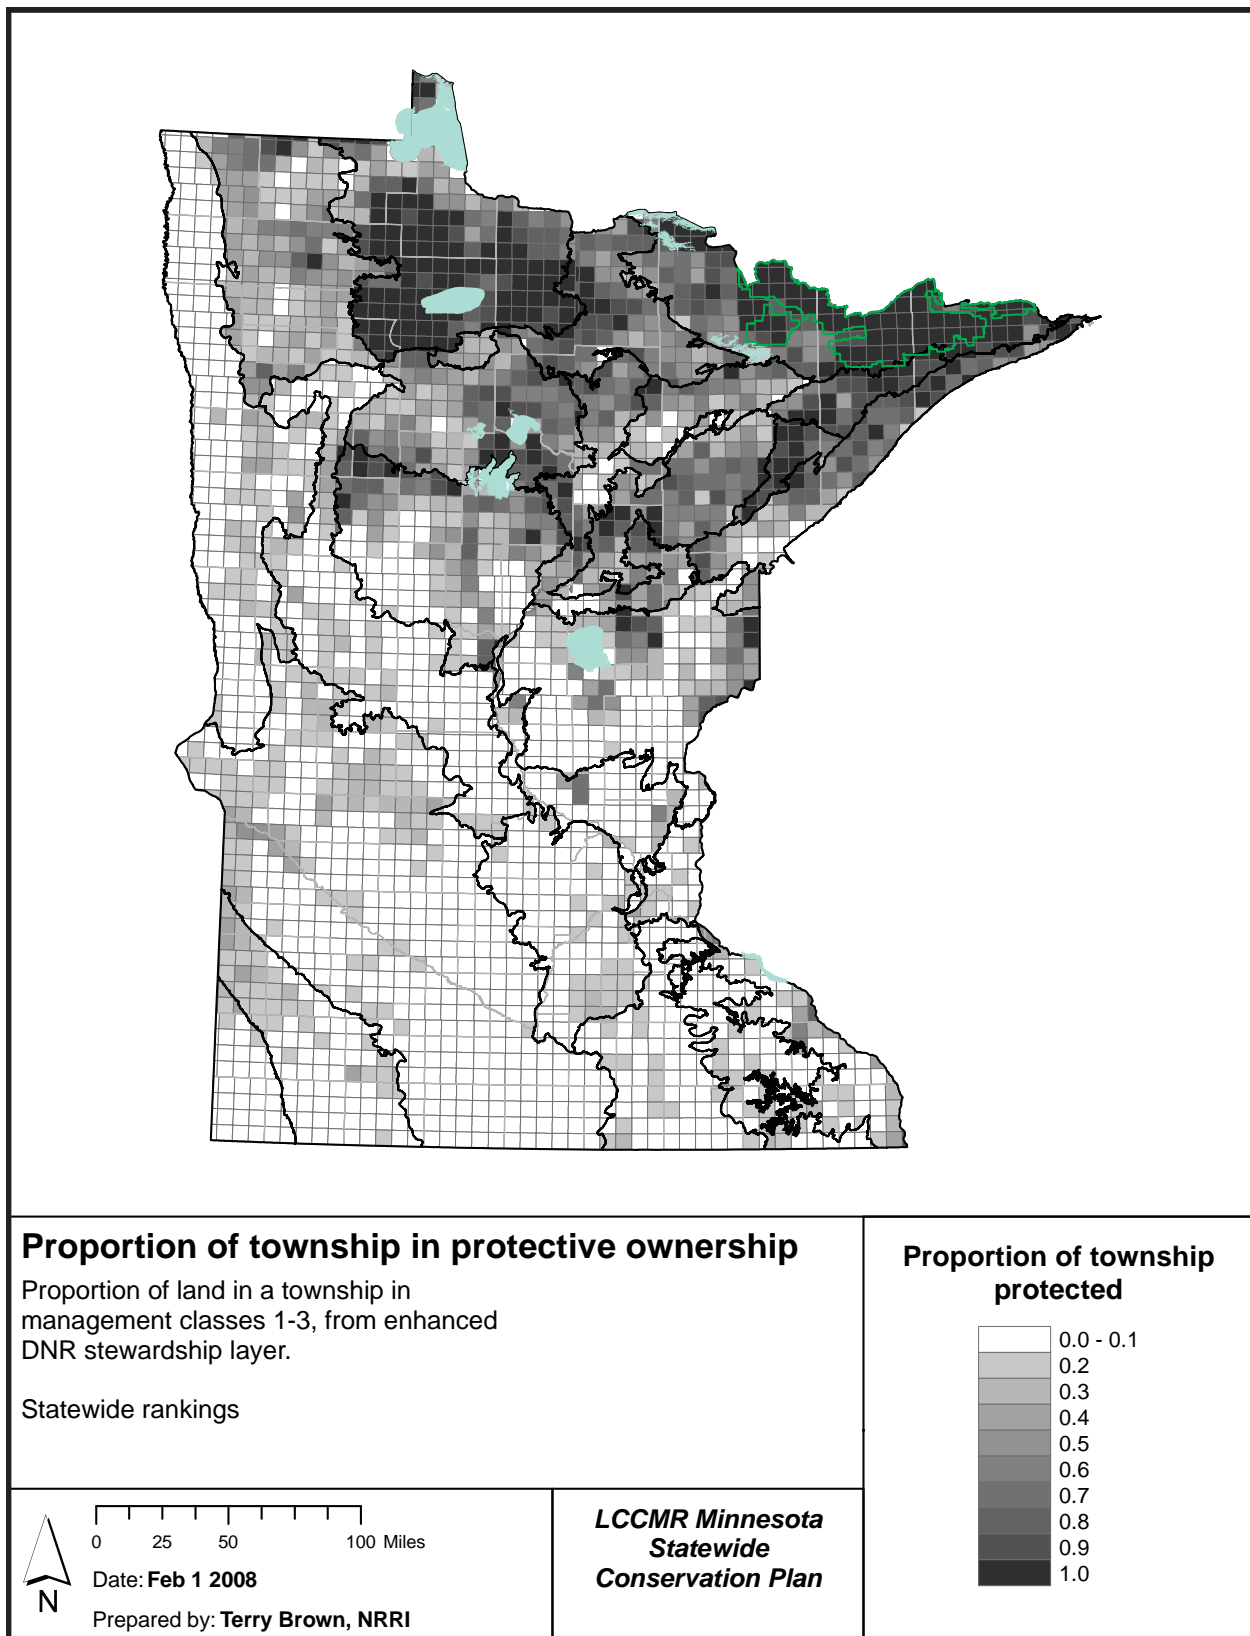 Proportion of township in protective ownership
Proportion of land in a township in
management classes 1-3, from enhanced
DNR stewardship layer.
Statewide rankings
Proportion of township
protected
0.0 - 0.1
0.2
0.3
0.4
0.5
0.6
0.7
0.8
0.9
1.0
0 25 50 100 Miles
N
Date: Feb 1 2008
Prepared by: Terry Brown, NRRI
LCCMR Minnesota
Statewide
Conservation Plan